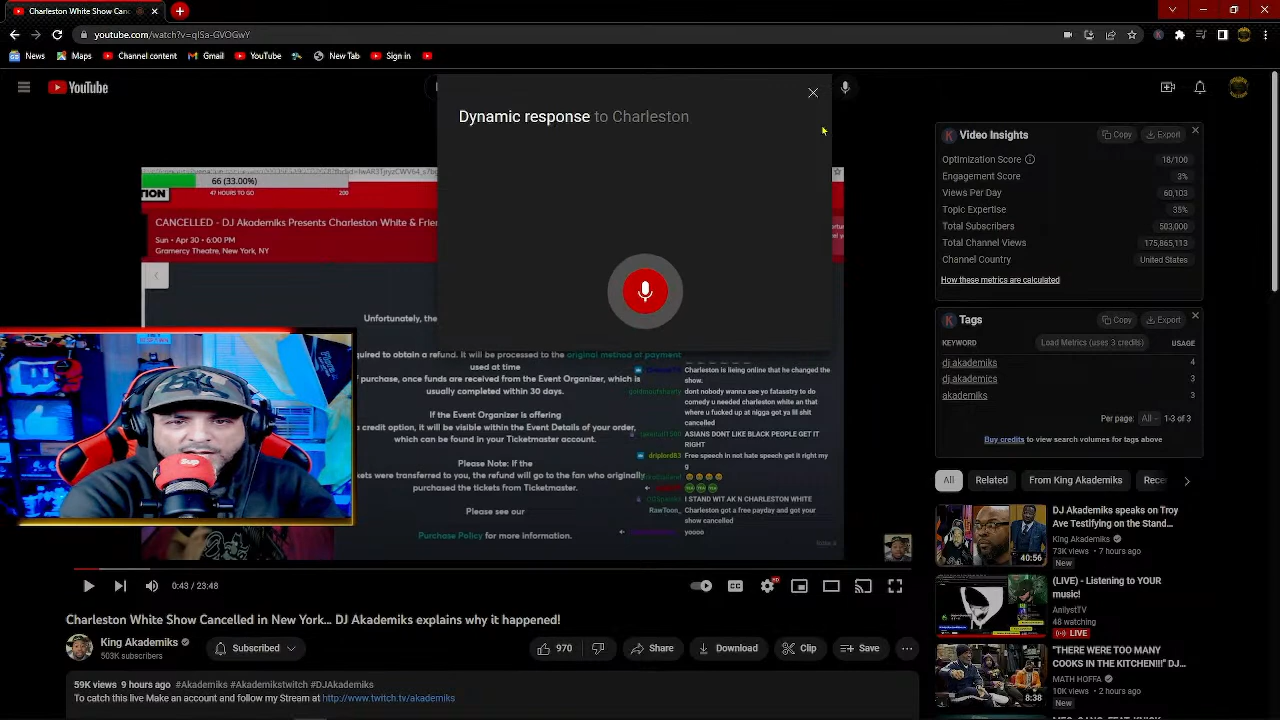 Charleston White Show Canc
youtube.com/watch?v=qISa-GVOGwY
News
Maps
Channel content
Gmail
YouTube
New Tab
Sign in
YouTube
Dynamic response to Charleston
66 (33.00%)
47 HOURS TO GO
200
TION
CANCELLED - DJ Akademiks Presents Charleston White & Frie
Sun • Apr 30 • 6:00 PM
Gramercy Theatre, New York, NY
Unfortunately, the
quired to obtain a refund. It will be processed to the original method of payment
used at time
f purchase, once funds are received from the Event Organizer, which is
usually completed within 30 days.
If the Event Organizer is offering
a credit option, it will be visible within the Event Details of your order,
which can be found in your Ticketmaster account.
Please Note: If the
kets were transferred to you, the refund will go to the fan who originally
purchased the tickets from Ticketmaster.
Please see our
Purchase Policy for more information.
Charleston is lieing online that he changed the
show.
dont nobody wanna see yo fatasstry to do
comedy u needed charleston white an that
where u fucked up at nigga got ya lil shit
cancelled
ASIANS DONT LIKE BLACK PEOPLE GET IT
RIGHT
driplord83 Free speech in not hate speech get it right my
g
I STAND WIT AK N CHARLESTON WHITE
RawToon_ Charleston got a free payday and got your
show cancelled
yoooo
Sup
0:43 / 23:48
CC
HD
Charleston White Show Cancelled in New York... DJ Akademiks explains why it happened!
King Akademiks
503K subscribers
Subscribed
970
Share
Download
Clip
Save
59K views 9 hours ago #Akademiks #Akademikstwitch #DJAkademiks
To catch this live Make an account and follow my Stream at http://www.twitch.tv/akademiks
Video Insights
Copy
Export
Optimization Score 18/100
Engagement Score 3%
Views Per Day 60,103
Topic Expertise 35%
Total Subscribers 503,000
Total Channel Views 175,865,113
Channel Country United States
How these metrics are calculated
Tags
Copy
Export
KEYWORD Load Metrics (uses 3 credits) USAGE
dj akademiks 4
dj akademics 3
akademiks 3
Per page: All 1-3 of 3
Buy credits to view search volumes for tags above
All
Related
From King Akademiks
Rece
DJ Akademiks speaks on Troy
Ave Testifying on the Stand...
King Akademiks
73K views • 7 hours ago
New
40:56
(LIVE) - Listening to YOUR
music!
AnilystTV
48 watching
LIVE
"THERE WERE TOO MANY
COOKS IN THE KITCHEN!!!" DJ...
MATH HOFFA
10K views • 2 hours ago
New
8:38